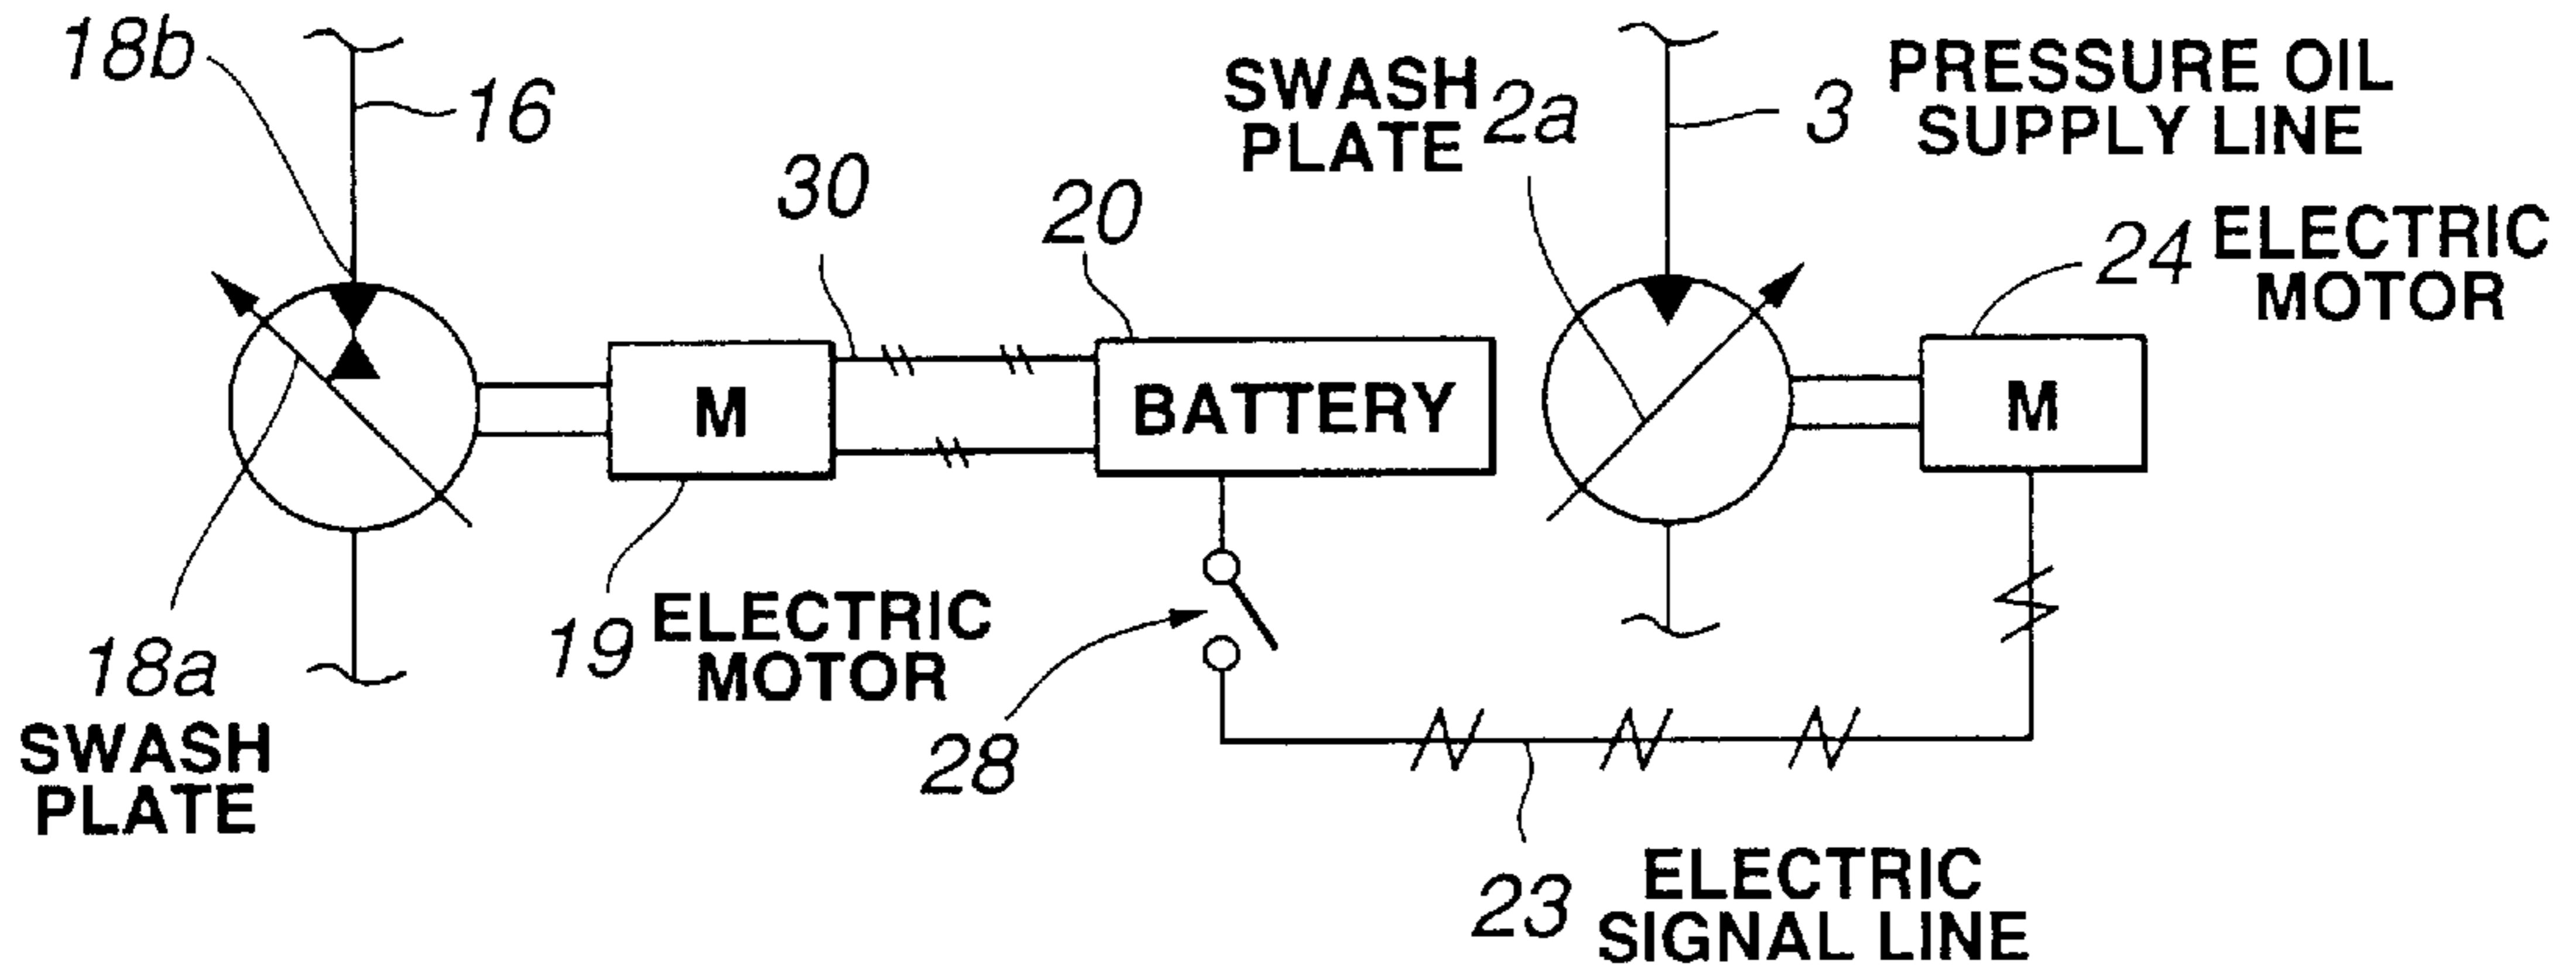 18b
16
30
20
SWASH
PLATE 2a
3 PRESSURE OIL
SUPPLY LINE
24 ELECTRIC
MOTOR
M
BATTERY
M
18a
SWASH
PLATE
19 ELECTRIC
MOTOR
28
23 ELECTRIC
SIGNAL LINE